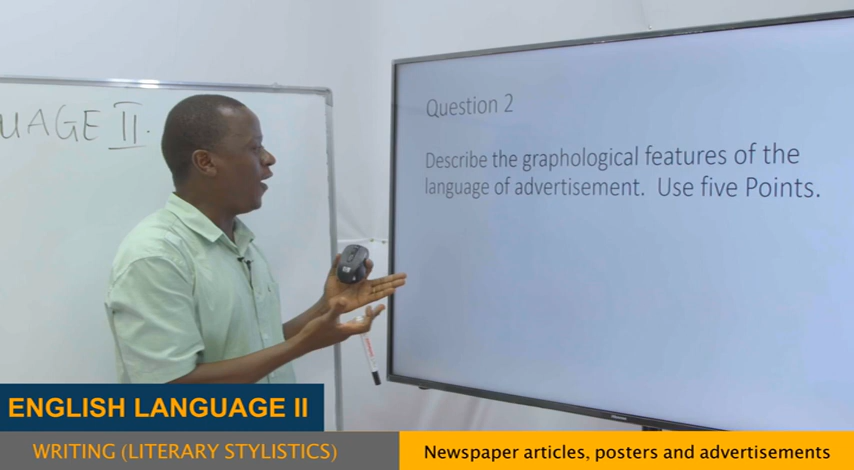 UAGE II.
Question 2
Describe the graphological features of the
language of advertisement. Use five Points.
ENGLISH LANGUAGE II
WRITING (LITERARY STYLISTICS)
Newspaper articles, posters and advertisements